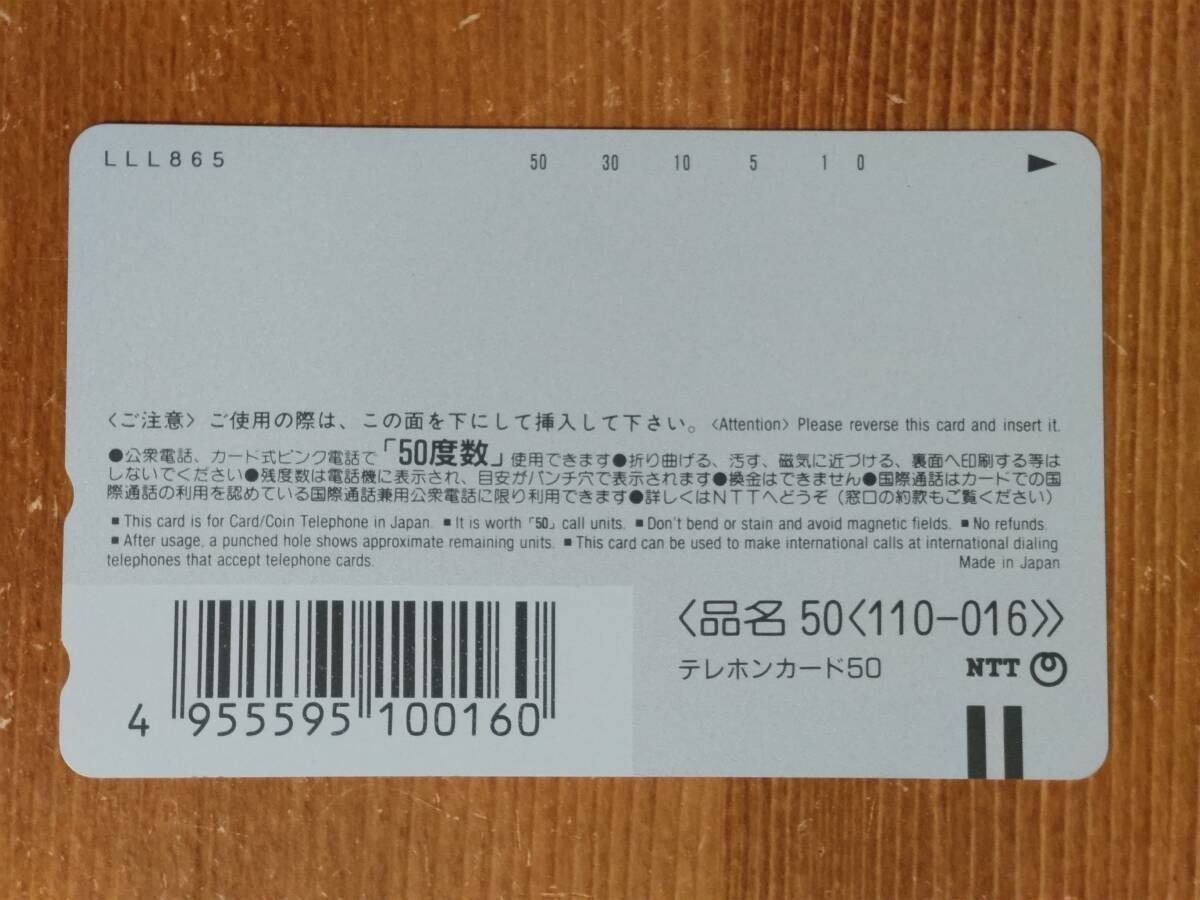 LLL865 50 30 10 5 1 0
〈ご注意〉ご使用の際は、この面を下にして挿入して下さい。〈Attention〉Please reverse this card and insert it.
●公衆電話、カード式ピンク電話で「50度数」使用できます●折り曲げる、汚す、磁気に近づける、裏面へ印刷する等は
しないでください●残度数は電話機に表示され、目安がパンチ穴で表示されます●換金はできません●国際通話はカードでの国
際通話の利用を認めている国際通話兼用公衆電話に限り利用できます●詳しくはNTTへどうぞ(窓口の約款もご覧ください)
■This card is for Card/Coin Telephone in Japan. ■It is worth「50」call units. ■Don't bend or stain and avoid magnetic fields. ■No refunds.
■After usage, a punched hole shows approximate remaining units. ■This card can be used to make international calls at international dialing
telephones that accept telephone cards. Made in Japan
〈品名 50〈110-016〉〉
テレホンカード50 NTT
4 955595 100160